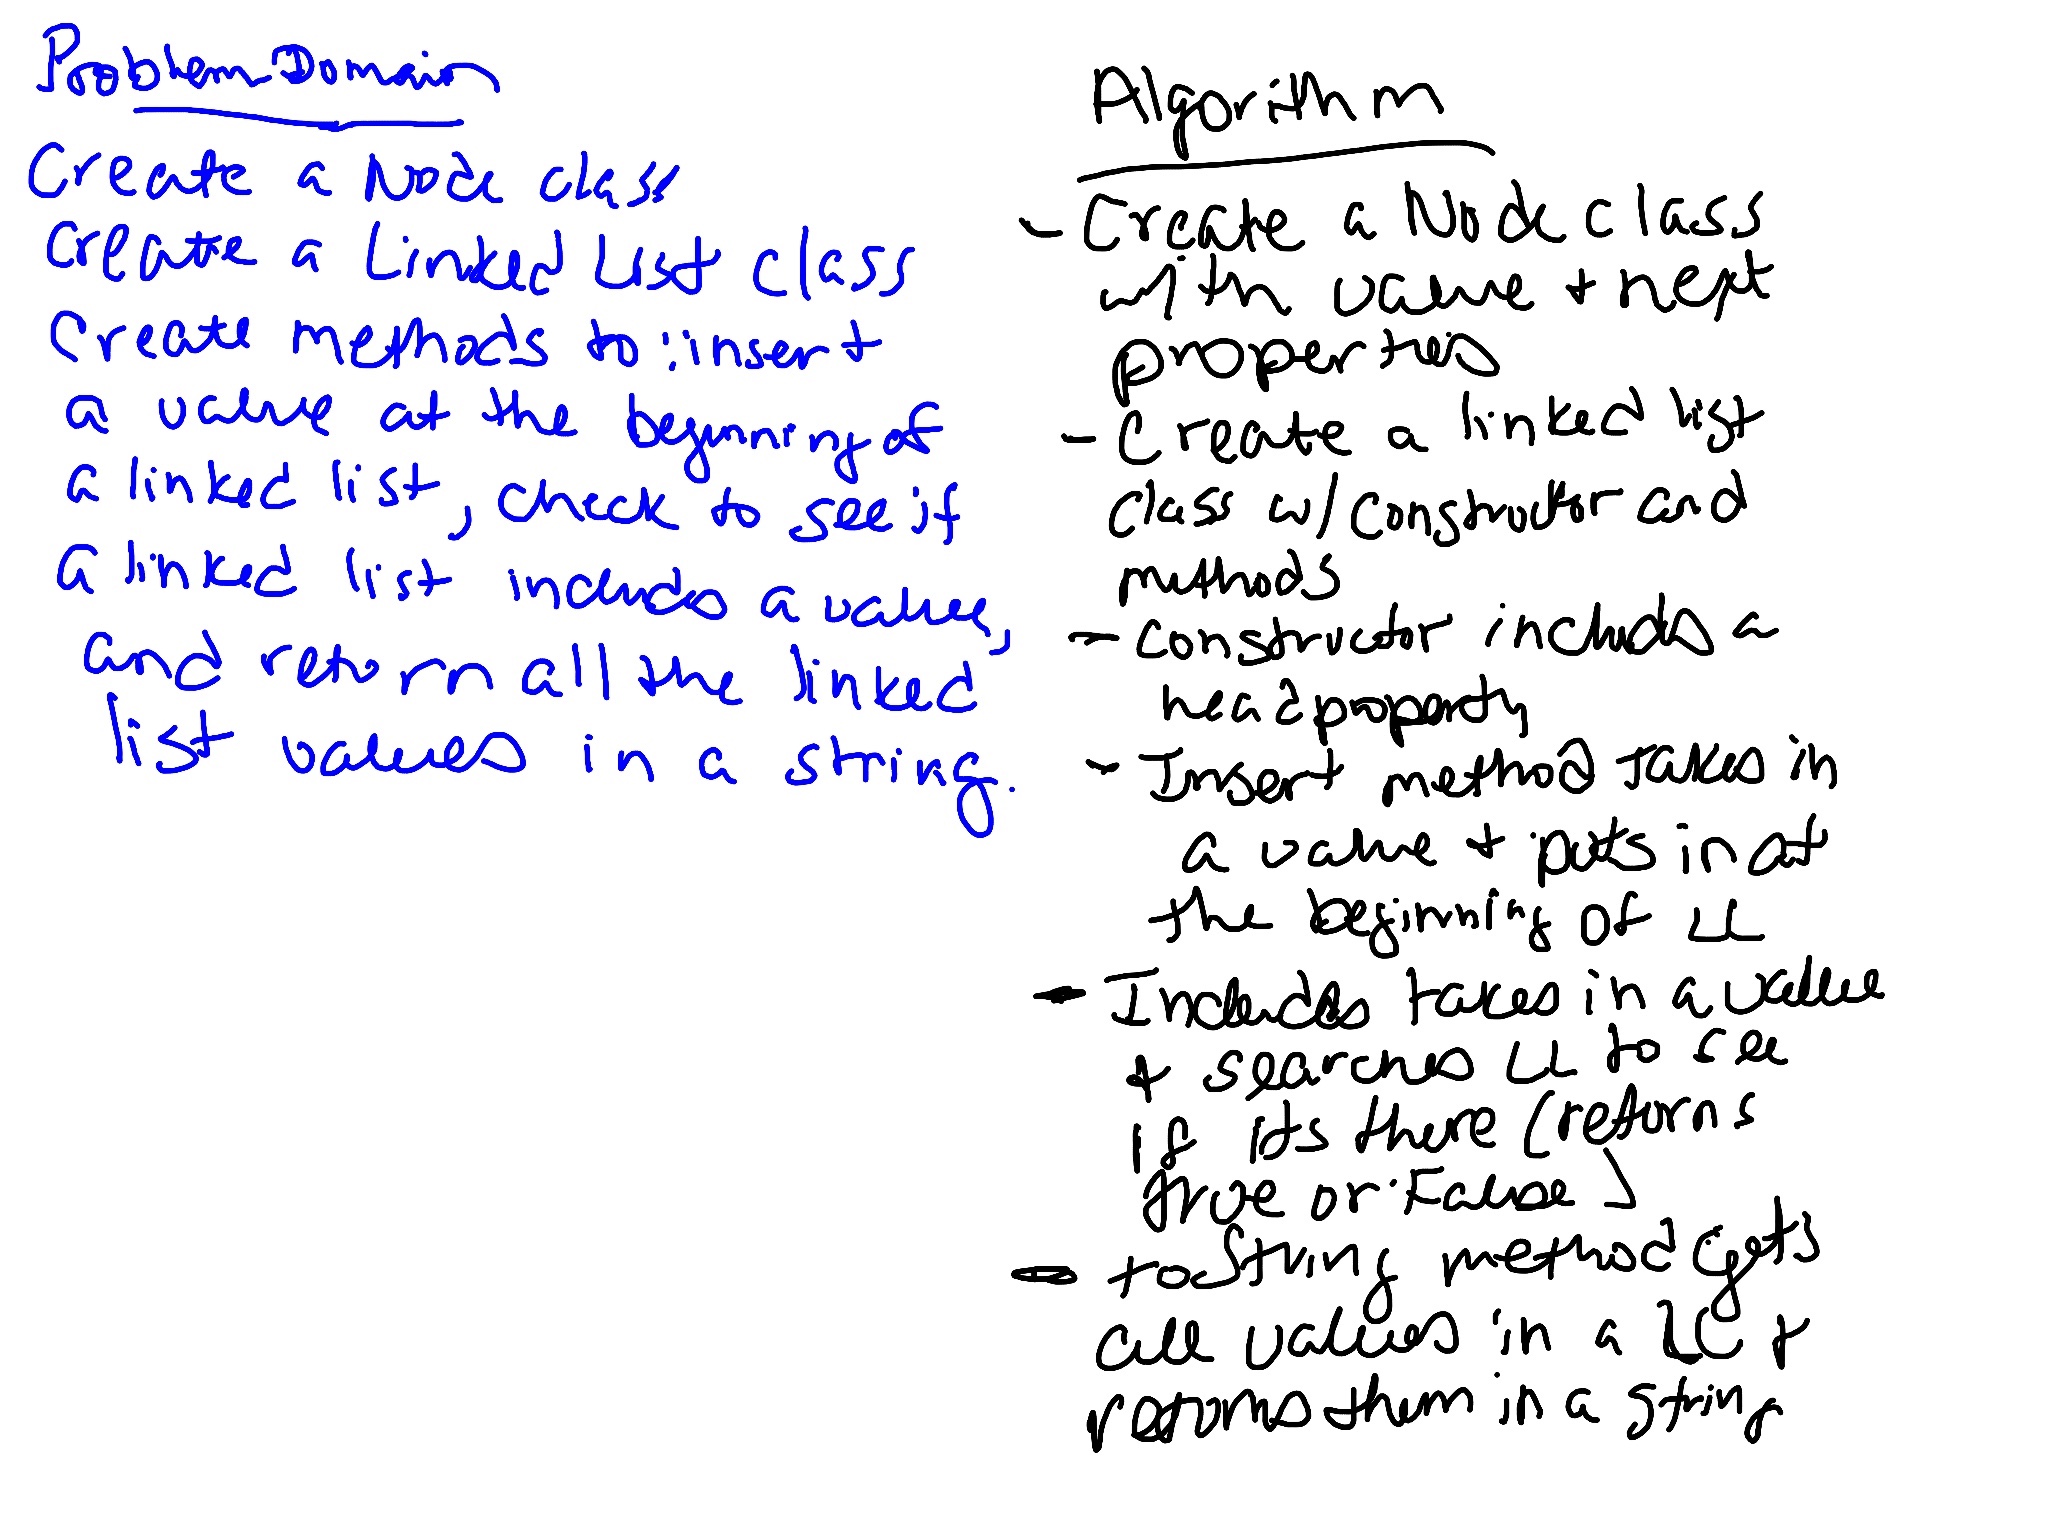 Problem Domain
Create a Node class
Create a Linked List class
Create methods to: insert
a value at the beginning of
a linked list, check to see if
a linked list includes a value,
and return all the linked
list values in a string.
Algorithm
- Create a Node class
with value + next
properties
- Create a linked list
class w/ constructor and
methods
- constructor includes a
head property
- Insert method takes in
a value + puts in at
the beginning of LL
- Includes takes in a value
+ searches LL to see
if its there (returns
true or False)
- toString method gets
all values in a LL +
returns them in a string